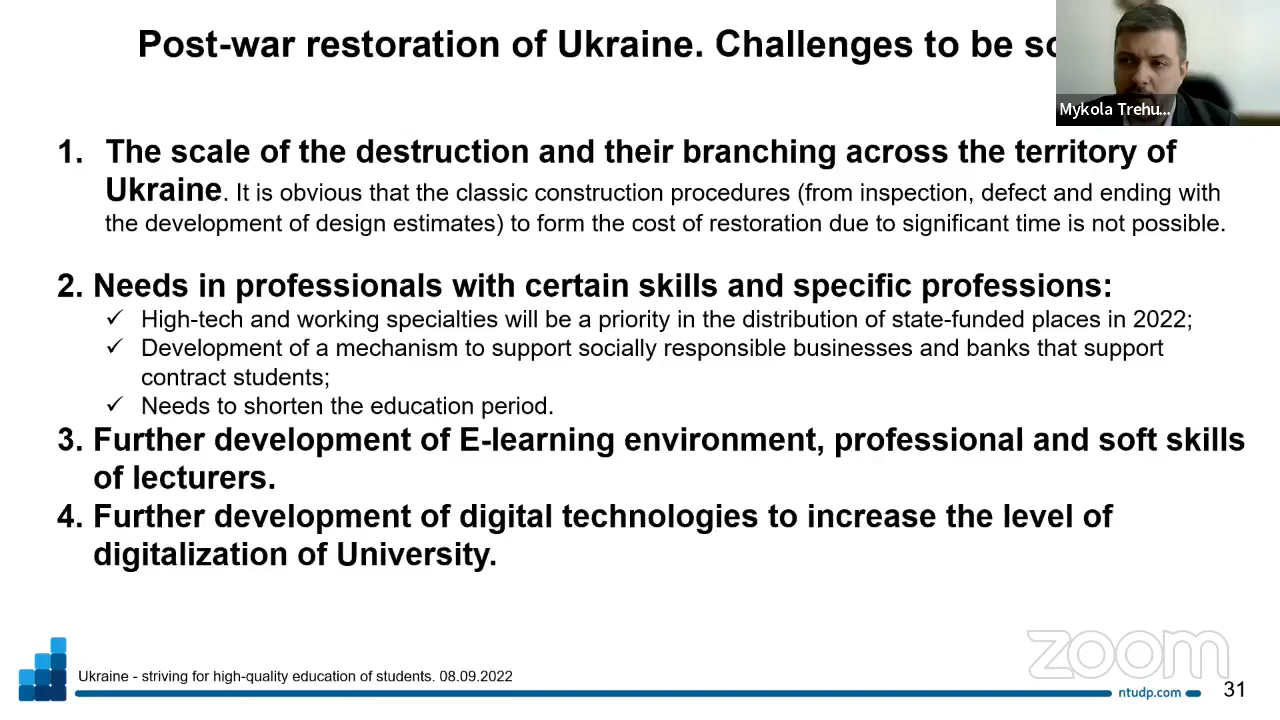 Post-war restoration of Ukraine. Challenges to be so
Mykola Trehu...
1. The scale of the destruction and their branching across the territory of
Ukraine. It is obvious that the classic construction procedures (from inspection, defect and ending with
the development of design estimates) to form the cost of restoration due to significant time is not possible.
2. Needs in professionals with certain skills and specific professions:
✓ High-tech and working specialties will be a priority in the distribution of state-funded places in 2022;
✓ Development of a mechanism to support socially responsible businesses and banks that support
contract students;
✓ Needs to shorten the education period.
3. Further development of E-learning environment, professional and soft skills
of lecturers.
4. Further development of digital technologies to increase the level of
digitalization of University.
zoom
Ukraine - striving for high-quality education of students. 08.09.2022
ntudp.com
31